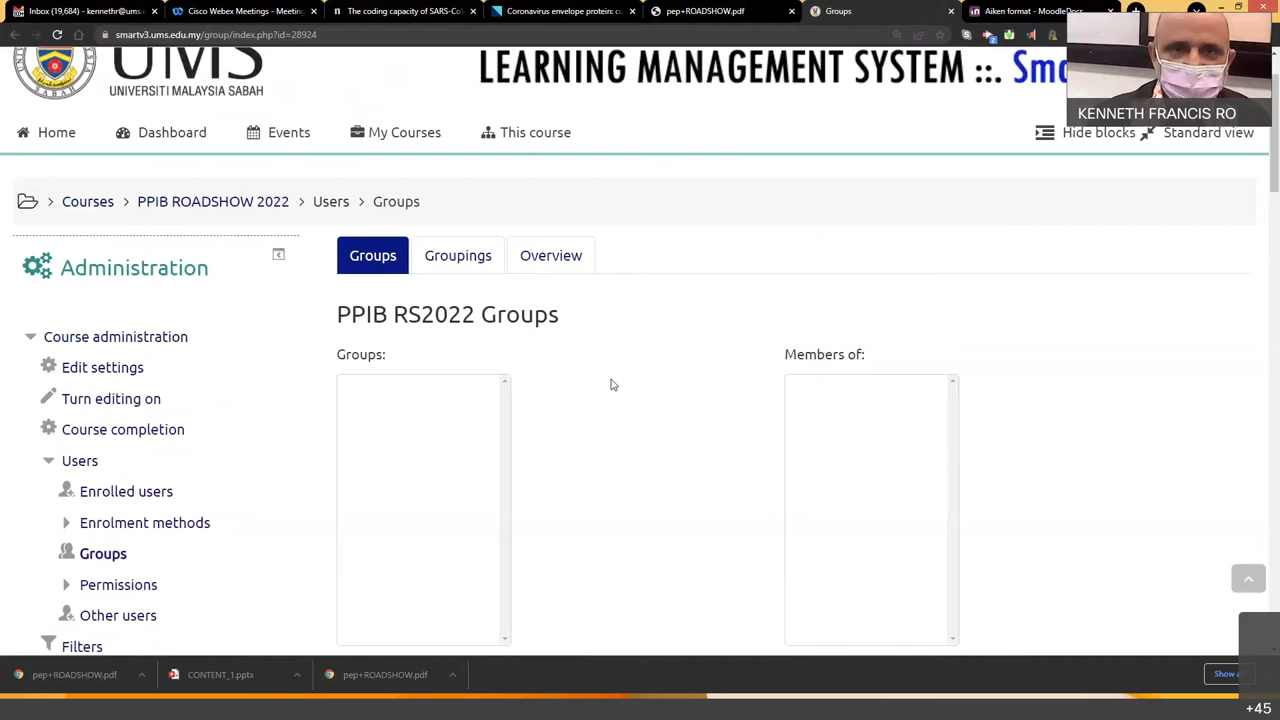 Inbox (19,684) - kennethr@ums.e
Cisco Webex Meetings - Meeting
The coding capacity of SARS-CoV
Coronavirus envelope protein: cu
pep+ROADSHOW.pdf
Groups
Aiken format - MoodleDocs
smartv3.ums.edu.my/group/index.php?id=28924
UMS
UNIVERSITI MALAYSIA SABAH
LEARNING MANAGEMENT SYSTEM ::. Sm
KENNETH FRANCIS RO
Home
Dashboard
Events
My Courses
This course
Hide blocks
Standard view
Courses > PPIB ROADSHOW 2022 > Users > Groups
Administration
Groups
Groupings
Overview
PPIB RS2022 Groups
Groups:
Members of:
Course administration
Edit settings
Turn editing on
Course completion
Users
Enrolled users
Enrolment methods
Groups
Permissions
Other users
Filters
pep+ROADSHOW.pdf
CONTENT_1.pptx
pep+ROADSHOW.pdf
Show
+45